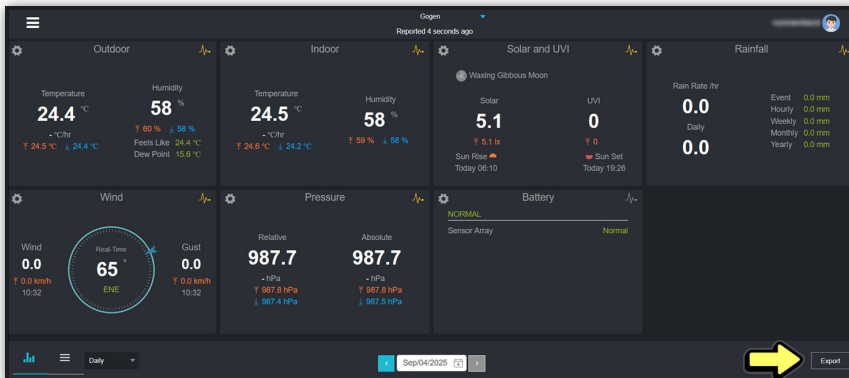 Gogen
Reported 4 seconds ago
Outdoor
Temperature
24.4 °C
- °C/hr
24.5 °C 24.4 °C
Humidity
58 %
60 % 58 %
Feels Like 24.4 °C
Dew Point 15.6 °C
Indoor
Temperature
24.5 °C
- °C/hr
24.6 °C 24.2 °C
Humidity
58 %
59 % 58 %
Solar and UVI
Waxing Gibbous Moon
Solar
5.1
5.1 lx
Sun Rise
Today 06:10
UVI
0
0
Sun Set
Today 19:26
Rainfall
Rain Rate /hr
0.0
Daily
0.0
Event 0.0 mm
Hourly 0.0 mm
Weekly 0.0 mm
Monthly 0.0 mm
Yearly 0.0 mm
Wind
Wind
0.0
0.0 km/h
10:32
Real-Time
65 °
ENE
Gust
0.0
0.0 km/h
10:32
Pressure
Relative
987.7
- hPa
987.8 hPa
987.4 hPa
Absolute
987.7
- hPa
987.8 hPa
987.5 hPa
Battery
NORMAL
Sensor Array Normal
Daily
Sep/04/2025
Export